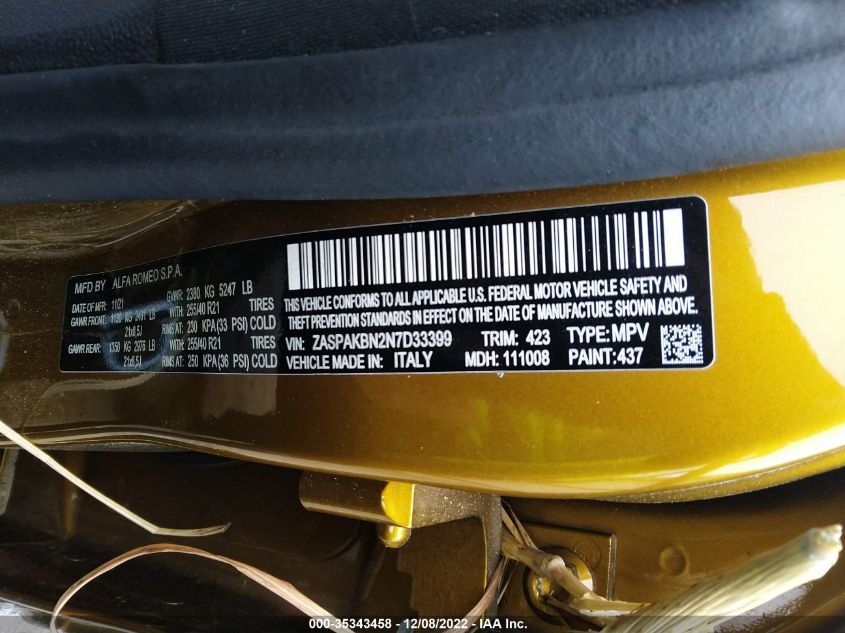 MFD BY ALFA ROMEO S.P.A.
DATE OF MFR: 11/21 GVWR: 2380 KG 5247 LB
GAWR FRONT: 1130 KG 2491 LB WITH: 255/40 R21 TIRES
21x8,5J RIMS AT: 230 KPA (33 PSI) COLD
GAWR REAR: 1350 KG 2976 LB WITH: 255/40 R21 TIRES
RIMS AT: 250 KPA (36 PSI) COLD
THIS VEHICLE CONFORMS TO ALL APPLICABLE U.S. FEDERAL MOTOR VEHICLE SAFETY AND
THEFT PREVENTION STANDARDS IN EFFECT ON THE DATE OF MANUFACTURE SHOWN ABOVE.
VIN: ZASPAKBN2N7D33399 TRIM: 423 TYPE: MPV
VEHICLE MADE IN: ITALY MDH: 111008 PAINT: 437
000-35343458 - 12/08/2022 - IAA Inc.